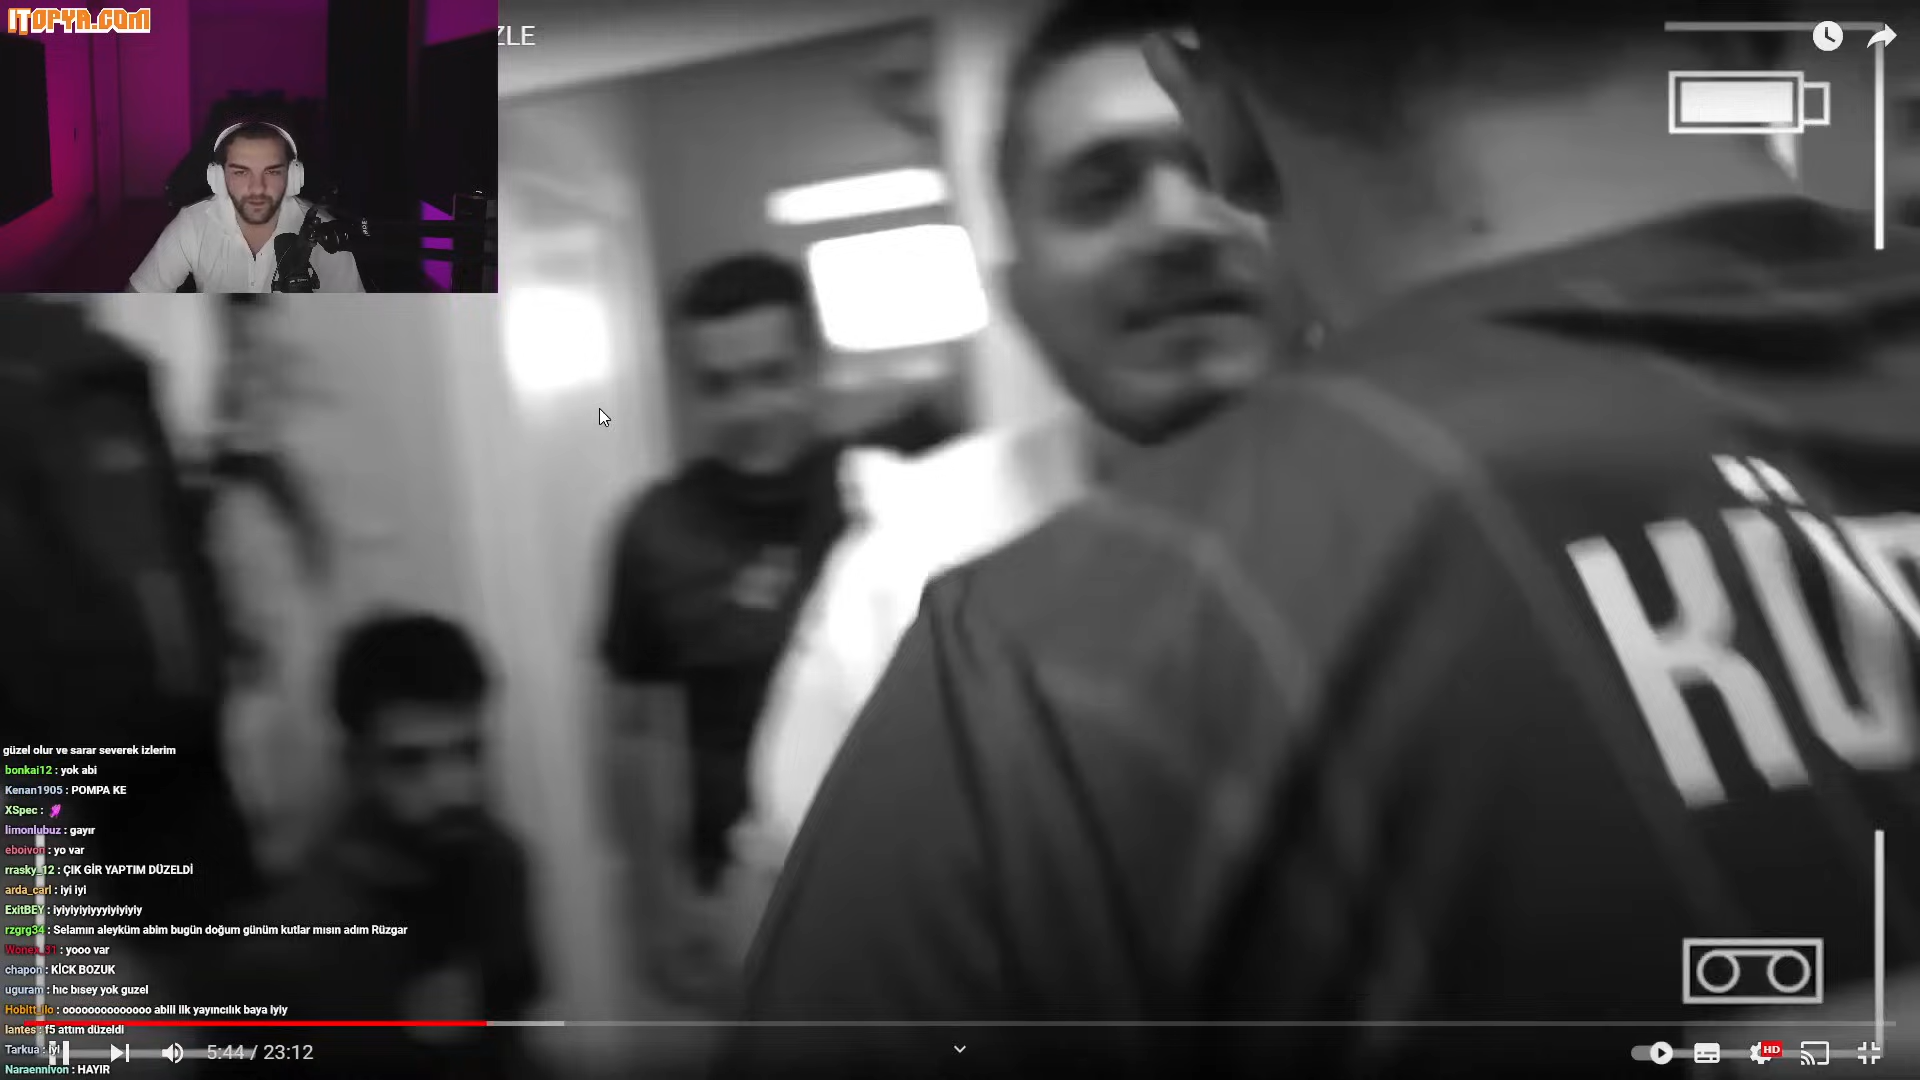 iTOPYA.COM
ZLE
KÜ
güzel olur ve sarar severek izlerim
bonkai12 : yok abi
Kenan1905 : POMPA KE
XSpec :
limonlubuz : gayır
eboivon : yo var
rrasky_12 : ÇIK GİR YAPTIM DÜZELDİ
arda_carl : iyi iyi
ExitBEY : iyiyiyiyiyyyiyiyiyiy
rzgrg34 : Selamın aleyküm abim bugün doğum günüm kutlar mısın adım Rüzgar
: yooo var
chapon : KİCK BOZUK
uguram : hıc bısey yok guzel
: oooooooooooooo abiii ilk yayıncılık baya iyiy
lantes : f5 attım düzeldi
Tarkua : iyi
Naraennivon : HAYIR
5:44 / 23:12
HD